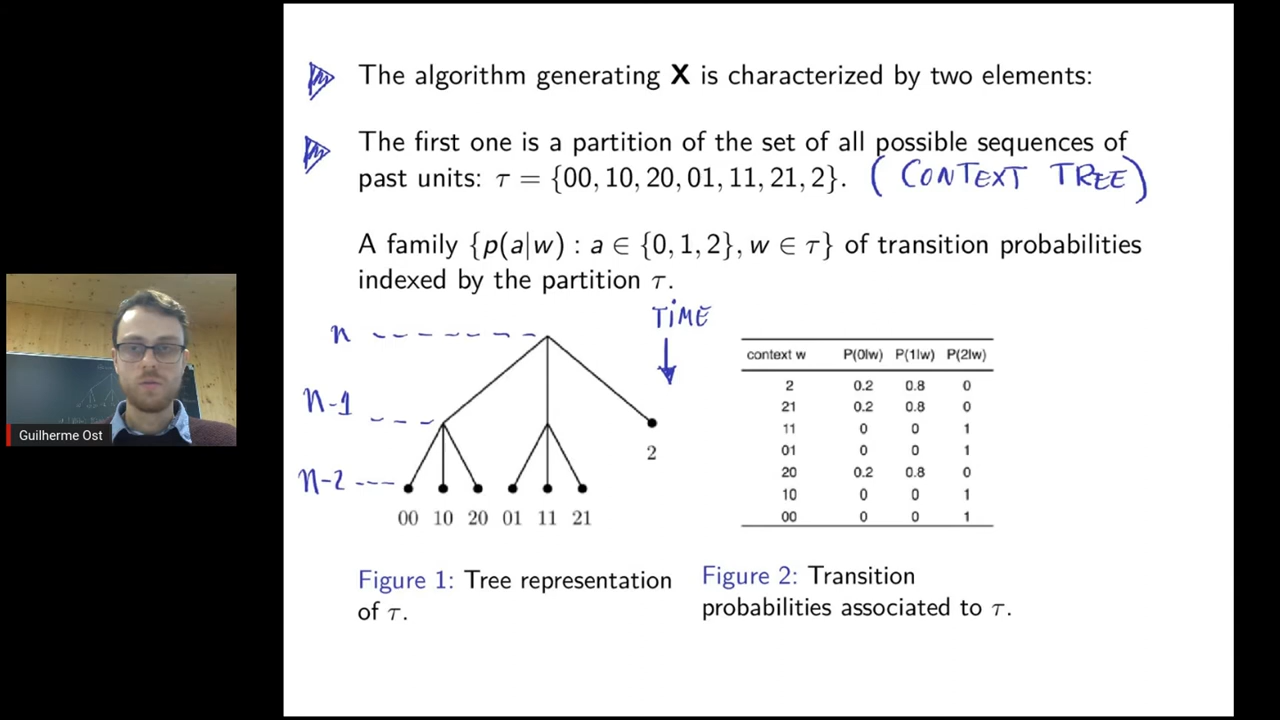 The algorithm generating X is characterized by two elements:
The first one is a partition of the set of all possible sequences of
past units: τ = {00, 10, 20, 01, 11, 21, 2}. (CONTEXT TREE)
A family {p(a|w) : a ∈ {0, 1, 2}, w ∈ τ} of transition probabilities
indexed by the partition τ.
TIME
n
n-1
n-2
2
00 10 20 01 11 21
context w P(0|w) P(1|w) P(2|w)
2 0.2 0.8 0
21 0.2 0.8 0
11 0 0 1
01 0 0 1
20 0.2 0.8 0
10 0 0 1
00 0 0 1
Figure 1: Tree representation
of τ.
Figure 2: Transition
probabilities associated to τ.
Guilherme Ost